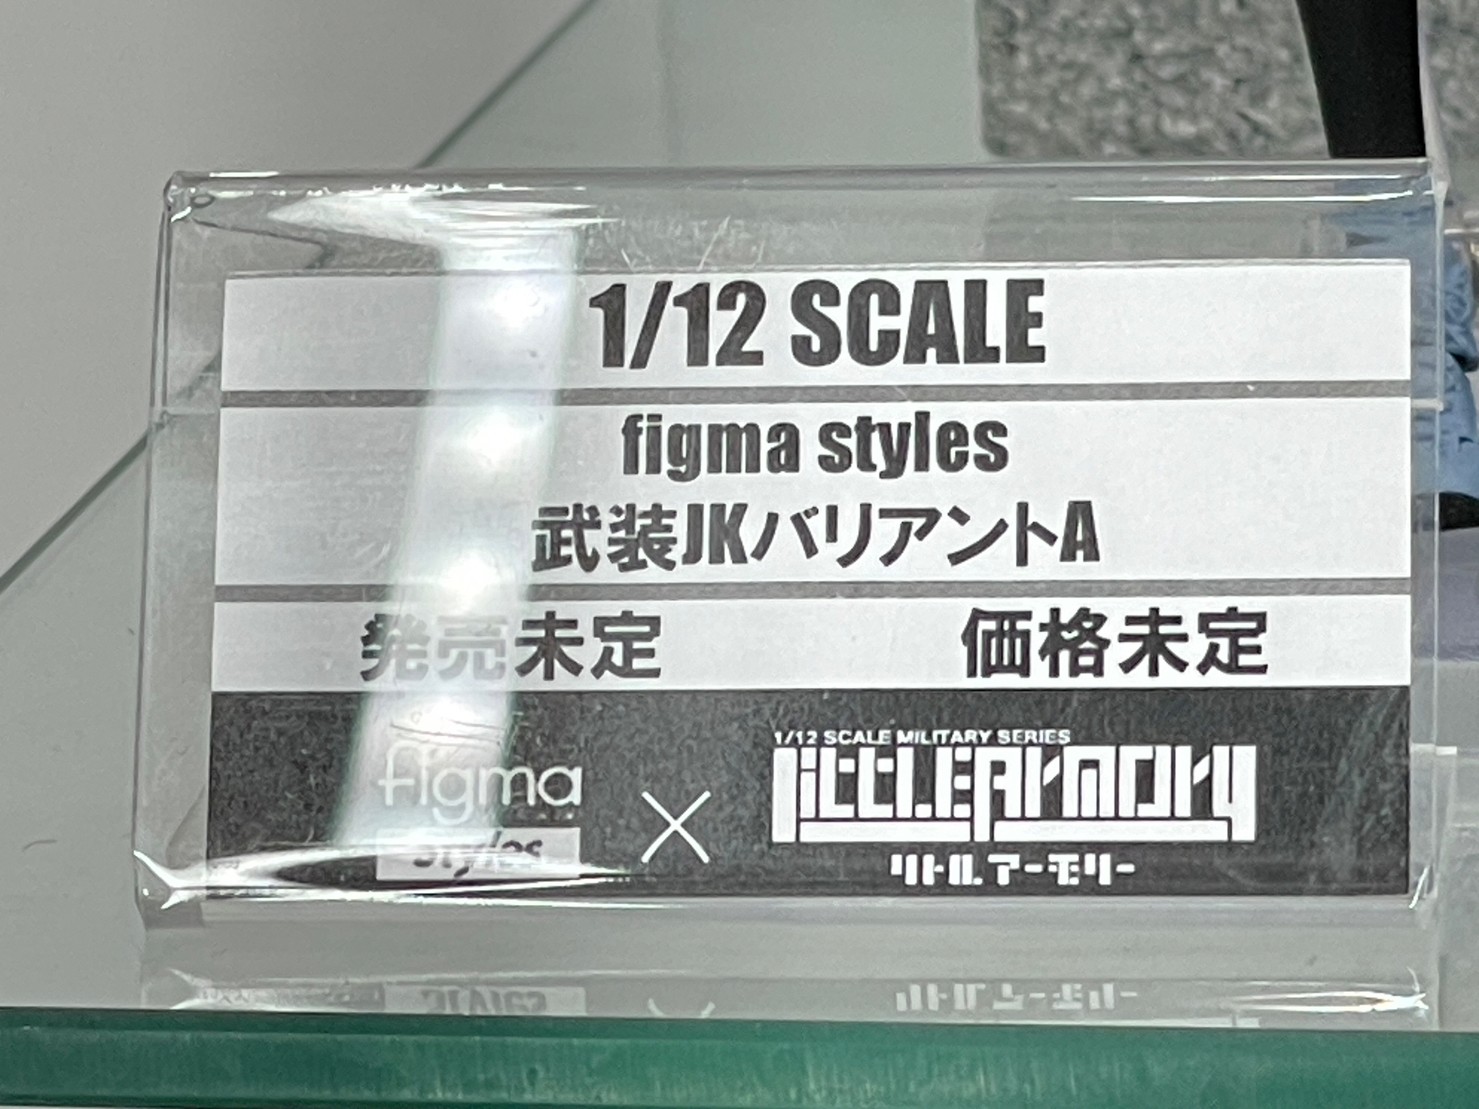 1/12 SCALE
figma styles
武装JKバリアントA
発売未定 価格未定
figma
styles
×
1/12 SCALE MILITARY SERIES
LITTLEARMORY
リトルアーモリー